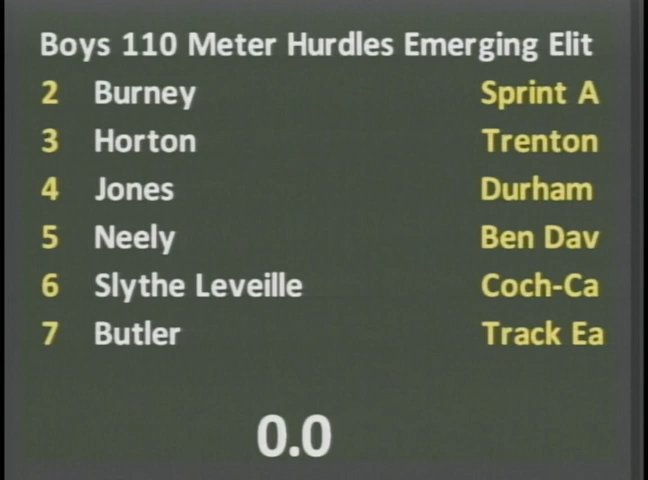 Boys 110 Meter Hurdles Emerging Elit
2 Burney Sprint A
3 Horton Trenton
4 Jones Durham
5 Neely Ben Dav
6 Slythe Leveille Coch-Ca
7 Butler Track Ea
0.0